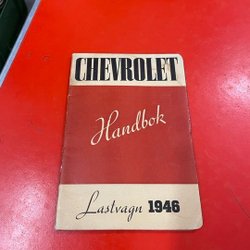 CHEVROLET
Handbok
Lastvagn 1946